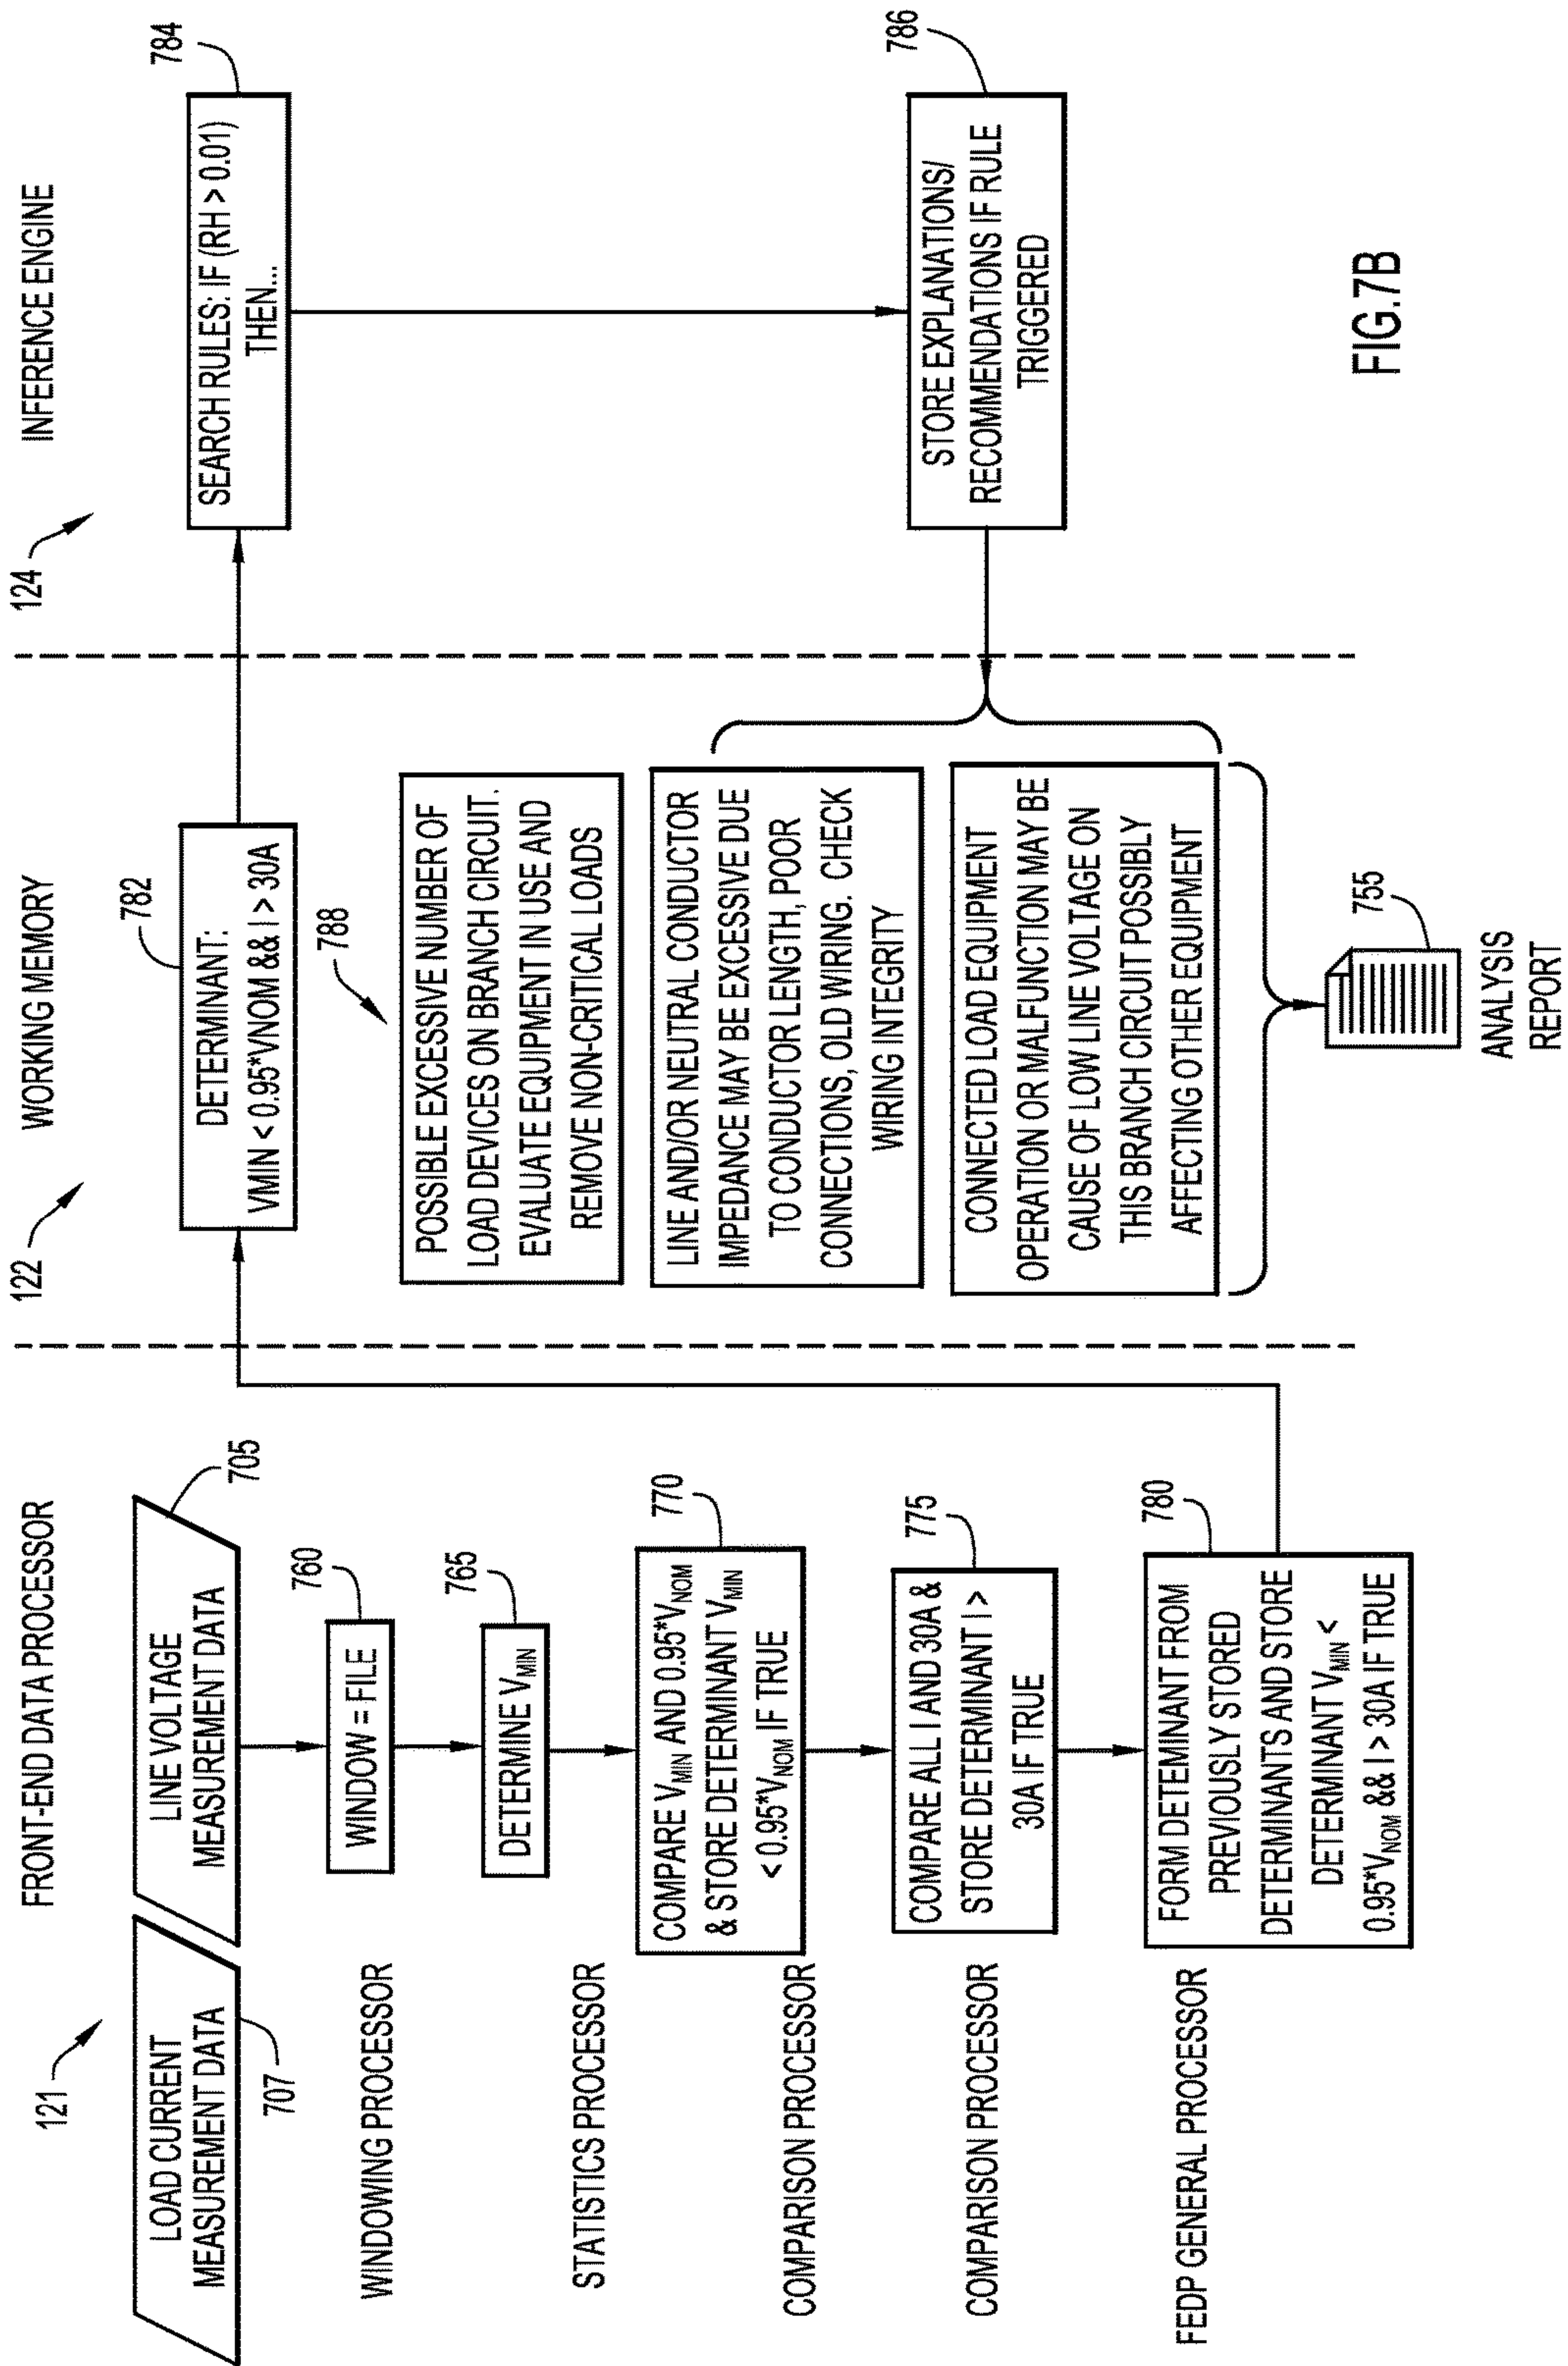 FRONT-END DATA PROCESSOR
121
LOAD CURRENT
MEASUREMENT DATA
707
LINE VOLTAGE
MEASUREMENT DATA
705
WINDOWING PROCESSOR
WINDOW = FILE
760
STATISTICS PROCESSOR
DETERMINE VMIN
765
COMPARISON PROCESSOR
COMPARE VMIN AND 0.95*VNOM
& STORE DETERMINANT VMIN
< 0.95*VNOM IF TRUE
770
COMPARISON PROCESSOR
COMPARE ALL I AND 30A &
STORE DETERMINANT I >
30A IF TRUE
775
FEDP GENERAL PROCESSOR
FORM DETEMINANT FROM
PREVIOUSLY STORED
DETERMINANTS AND STORE
DETERMINANT VMIN <
0.95*VNOM && I > 30A IF TRUE
780
WORKING MEMORY
122
782
DETERMINANT:
VMIN < 0.95*VNOM && I > 30A
788
POSSIBLE EXCESSIVE NUMBER OF
LOAD DEVICES ON BRANCH CIRCUIT.
EVALUATE EQUIPMENT IN USE AND
REMOVE NON-CRITICAL LOADS
LINE AND/OR NEUTRAL CONDUCTOR
IMPEDANCE MAY BE EXCESSIVE DUE
TO CONDUCTOR LENGTH, POOR
CONNECTIONS, OLD WIRING. CHECK
WIRING INTEGRITY
CONNECTED LOAD EQUIPMENT
OPERATION OR MALFUNCTION MAY BE
CAUSE OF LOW LINE VOLTAGE ON
THIS BRANCH CIRCUIT POSSIBLY
AFFECTING OTHER EQUIPMENT
755
ANALYSIS
REPORT
INFERENCE ENGINE
124
784
SEARCH RULES: IF (RH > 0.01)
THEN...
786
STORE EXPLANATIONS/
RECOMMENDATIONS IF RULE
TRIGGERED
FIG.7B